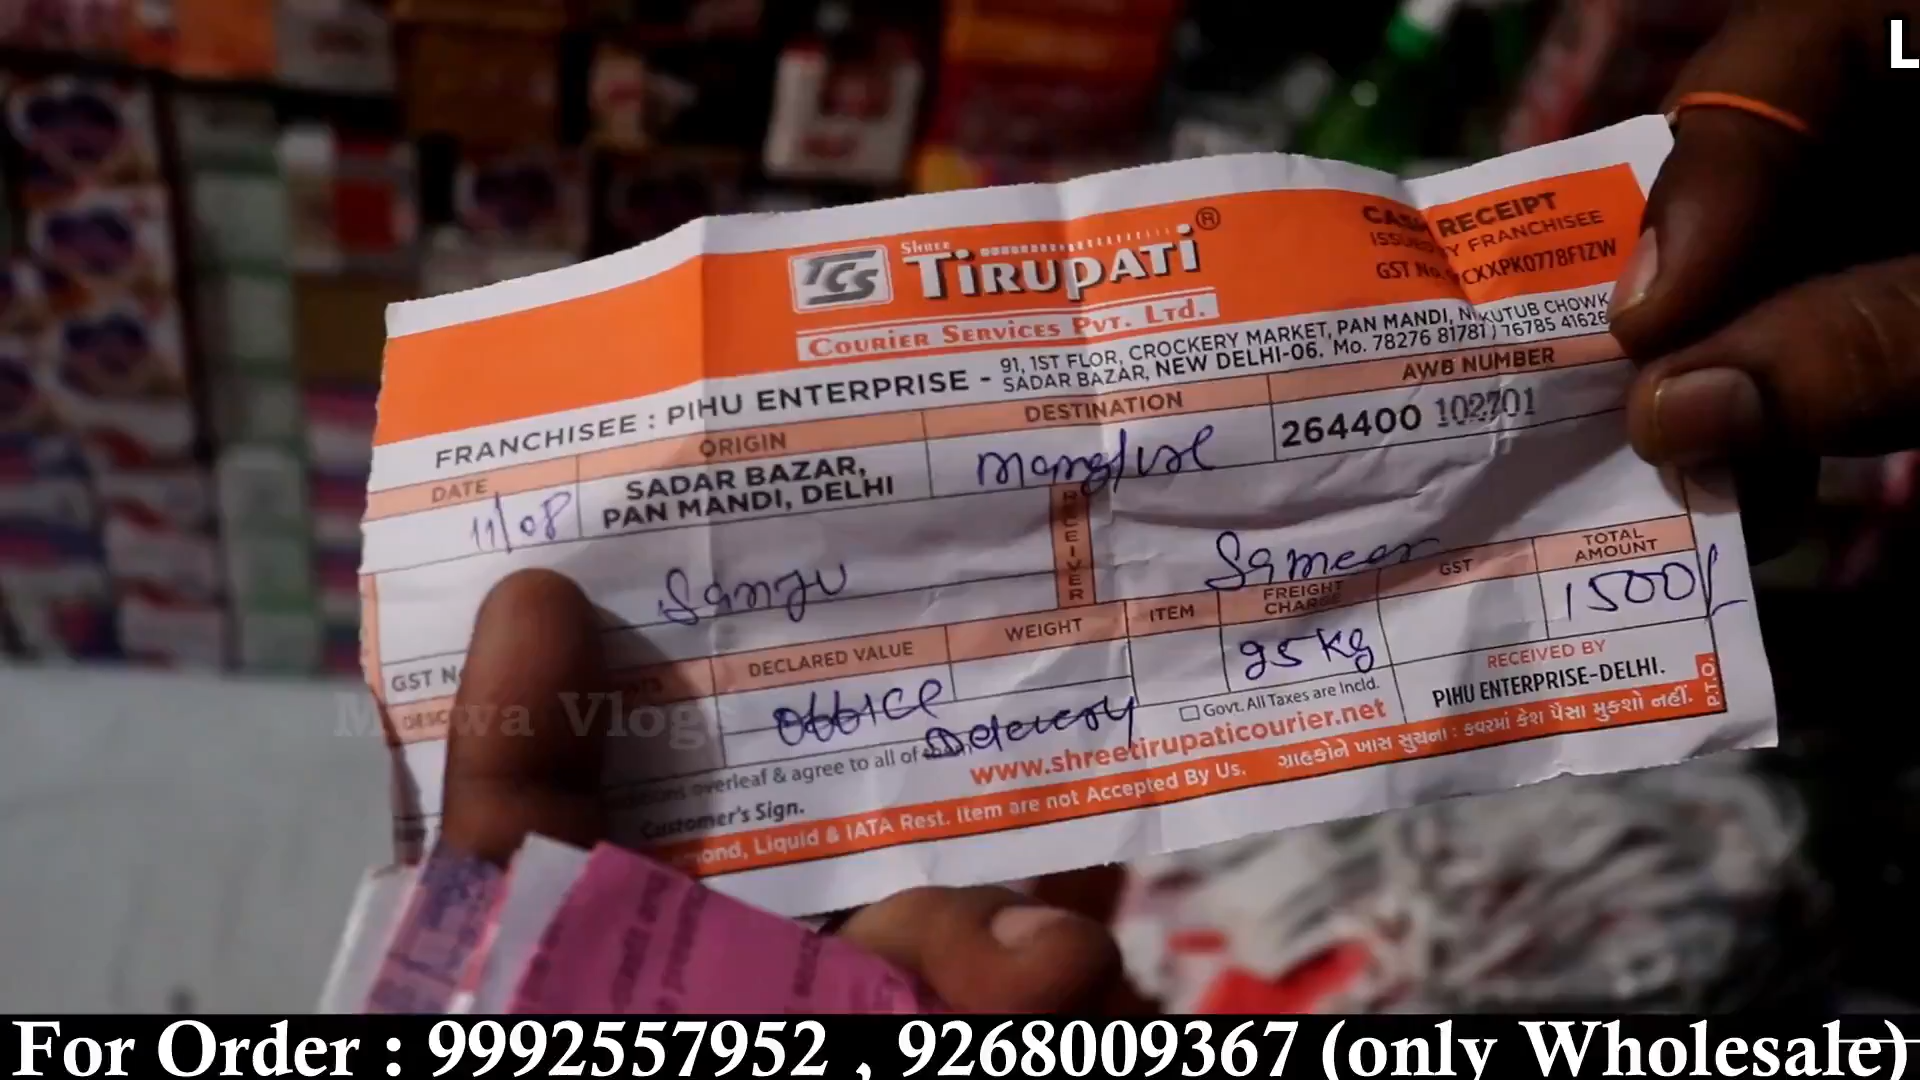 L
CASH RECEIPT
ISSUED BY FRANCHISEE
GST No. CXXPK0778F1ZW
TCS
SHREE
TIRUPATI®
COURIER SERVICES PVT. LTD.
FRANCHISEE : PIHU ENTERPRISE -
91, 1ST FLOR, CROCKERY MARKET, PAN MANDI, KUTUB CHOWK
SADAR BAZAR, NEW DELHI-06. Mo. 78276 81781 76785 41626
DATE ORIGIN DESTINATION AWB NUMBER
11/08
SADAR BAZAR,
PAN MANDI, DELHI
264400 102701
Sanju
RECEIVER
Sameer
GST N
DESC
DECLARED VALUE WEIGHT ITEM
FREIGHT
CHARGE
GST
TOTAL
AMOUNT
office
95 kg
1500/-
Govt. All Taxes are Incld.
RECEIVED BY
PIHU ENTERPRISE-DELHI.
overleaf & agree to all of
Customer's Sign.
www.shreetirupaticourier.net
P.T.O.
mond, Liquid & IATA Rest. Item are not Accepted By Us. ગ્રાહકોને ખાસ સુચના : કવરમાં કેશ પૈસા મુકશો નહીં.
Vlogs
For Order : 9992557952 , 9268009367 (only Wholesale)